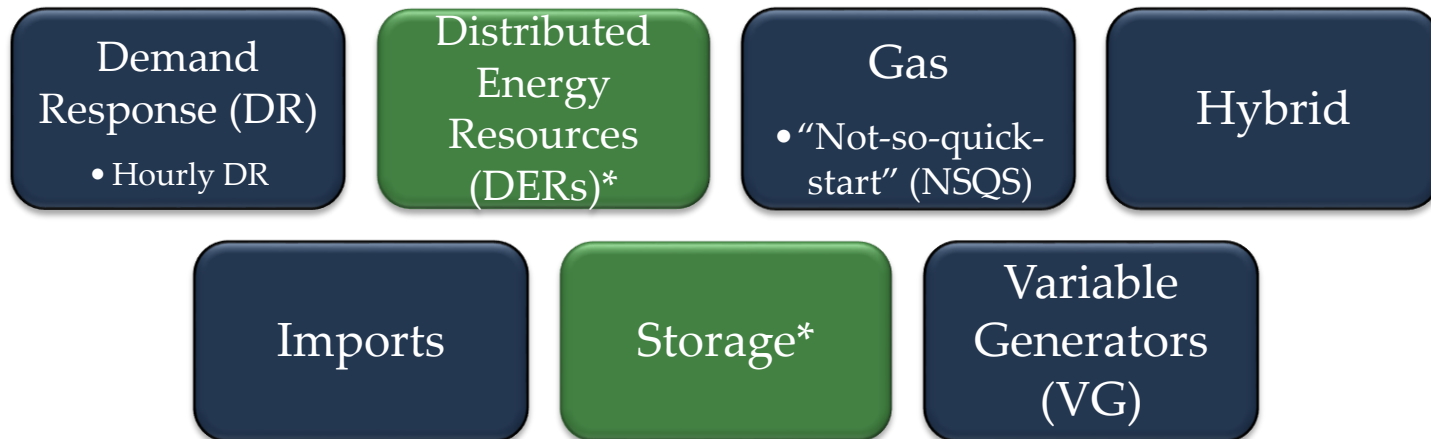 Demand
Response (DR)
• Hourly DR
Distributed
Energy
Resources
(DERs)*
Gas
• “Not-so-quick-
start” (NSQS)
Hybrid
Imports
Storage*
Variable
Generators
(VG)